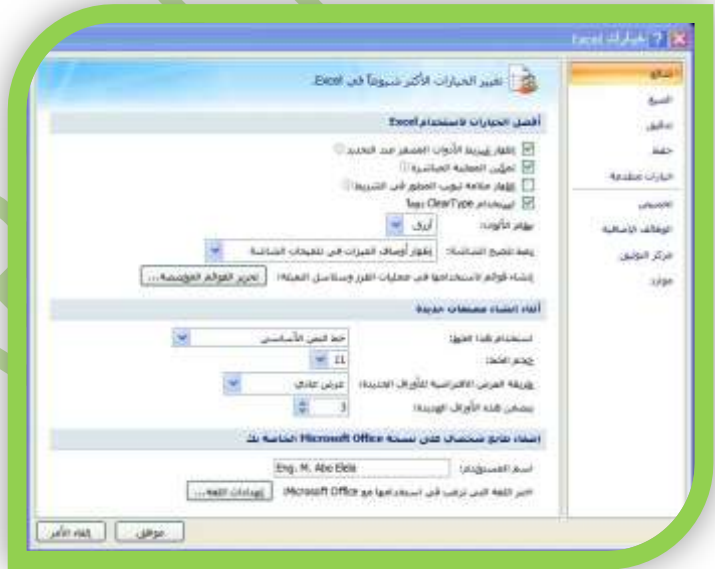 خيارات Excel
شائع
الصيغ
تدقيق
حفظ
خيارات متقدمة
تخصيص
الوظائف الإضافية
مركز التوثيق
موارد
تغيير الخيارات الأكثر شيوعاً في Excel.
أفضل الخيارات لاستخدام Excel
إظهار شريط الأدوات المصغر عند التحديد
تمكين المعاينة المباشرة
إظهار علامة تبويب المطور في الشريط
استخدام ClearType دوماً
نظام الألوان: أزرق
نمط تلميح الشاشة: إظهار أوصاف الميزات في تلميحات الشاشة
إنشاء قوائم لاستخدامها في عمليات الفرز وسلاسل التعبئة: تحرير القوائم المخصصة...
أثناء إنشاء مصنفات جديدة
استخدام هذا الخط: خط النص الأساسي
حجم الخط: 11
طريقة العرض الافتراضية للأوراق الجديدة: عرض عادي
تضمين هذه الأوراق العديدة: 3
إضفاء طابع شخصي على نسخة Microsoft Office الخاصة بك
اسم المستخدم: Eng. M. Abo Elela
اختر اللغة التي ترغب في استخدامها مع Microsoft Office: إعدادات اللغة...
موافق إلغاء الأمر